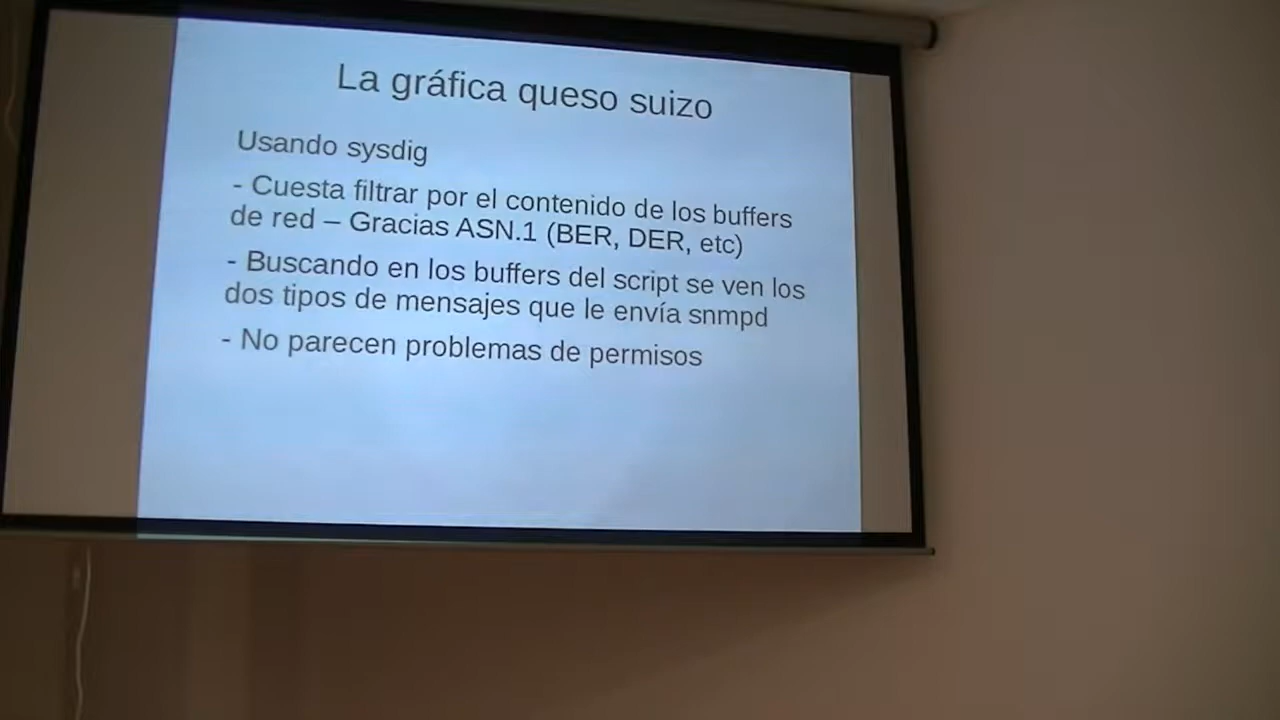 La gráfica queso suizo
Usando sysdig
- Cuesta filtrar por el contenido de los buffers
de red – Gracias ASN.1 (BER, DER, etc)
- Buscando en los buffers del script se ven los
dos tipos de mensajes que le envía snmpd
- No parecen problemas de permisos